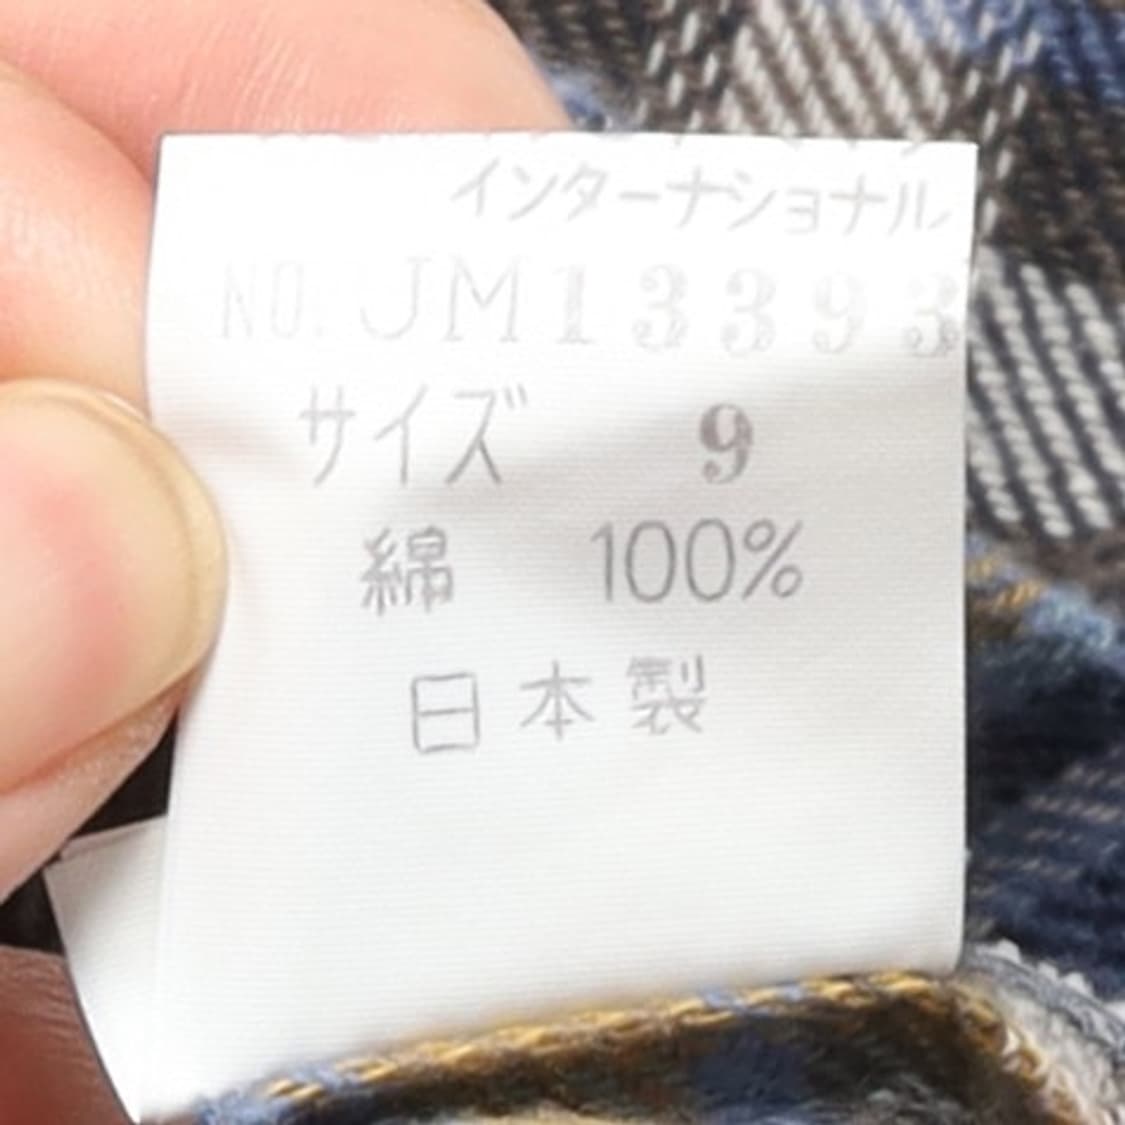 インターナショナル
NO. JM13393
サイズ 9
綿 100%
日本製